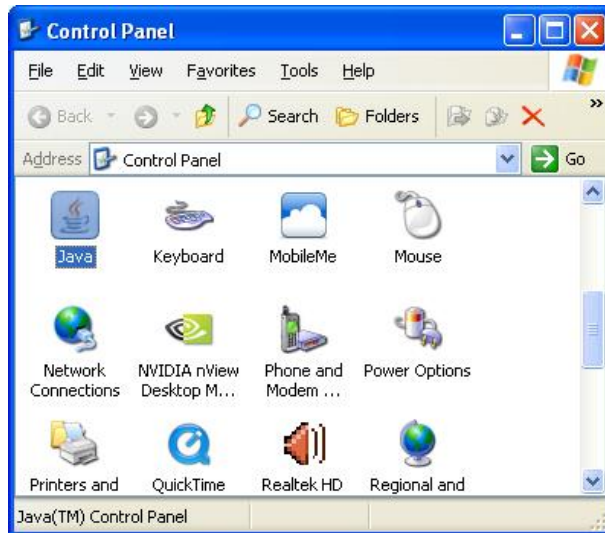 Control Panel
File Edit View Favorites Tools Help
Back Search Folders »
Address Control Panel Go
Java Keyboard MobileMe Mouse
Network Connections
NVIDIA nView Desktop M...
Phone and Modem ...
Power Options
Printers and QuickTime Realtek HD Regional and
Java(TM) Control Panel